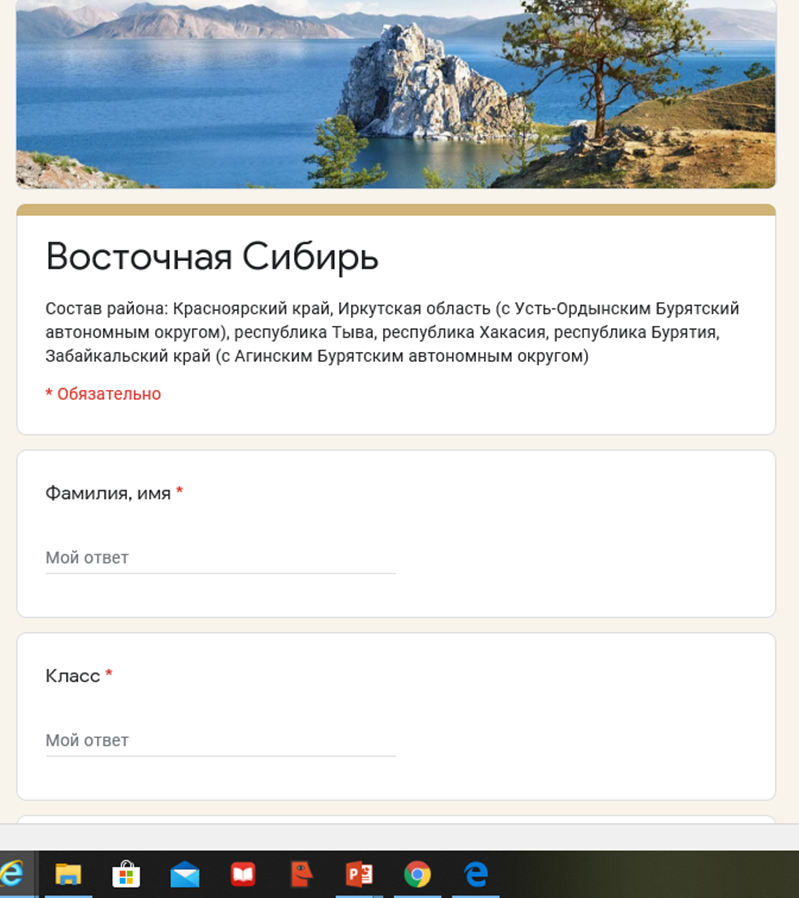 Восточная Сибирь
Состав района: Красноярский край, Иркутская область (с Усть-Ордынским Бурятский
автономным округом), республика Тыва, республика Хакасия, республика Бурятия,
Забайкальский край (с Агинским Бурятским автономным округом)
* Обязательно
Фамилия, имя *
Мой ответ
Класс *
Мой ответ